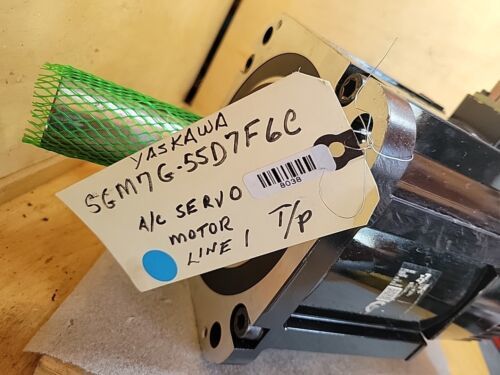 YASKAWA
SGM7G-55D7F6C
A/C SERVO
MOTOR
LINE 1 T/P
8038